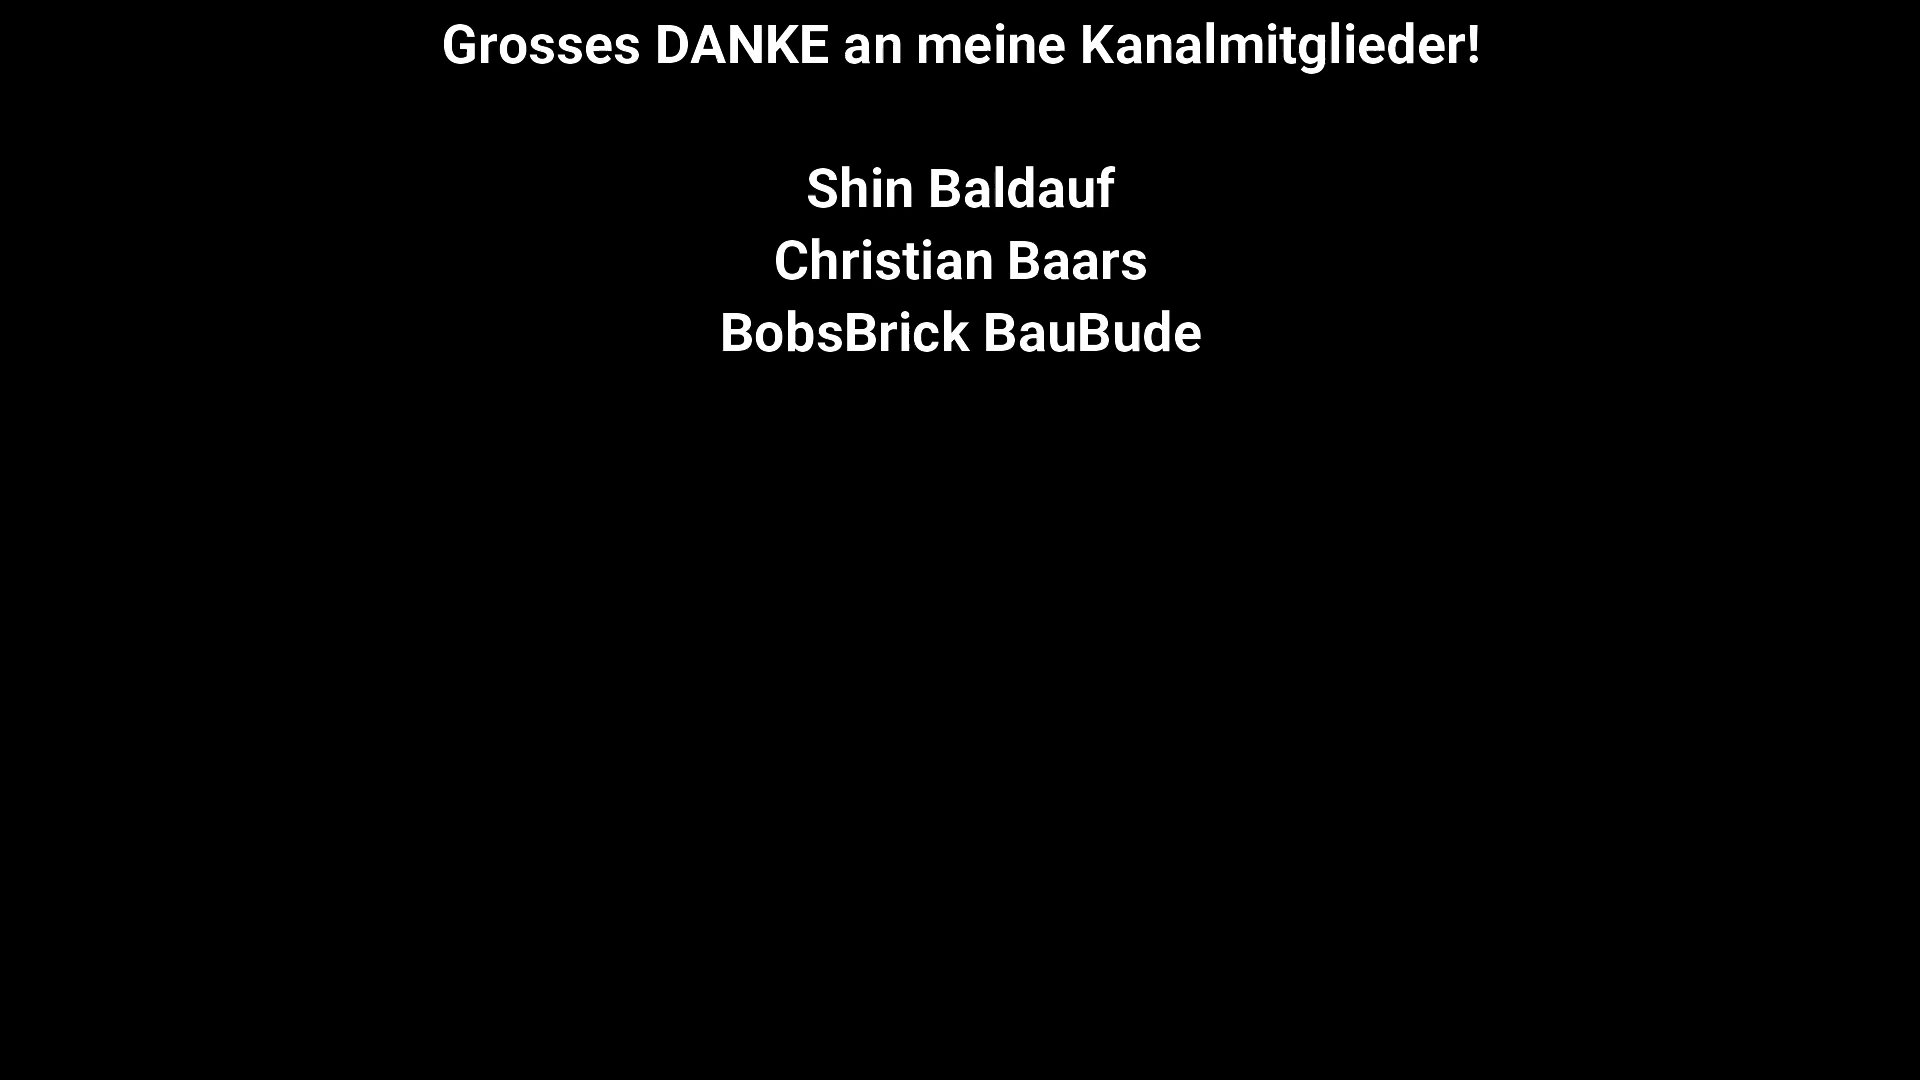 Grosses DANKE an meine Kanalmitglieder!
Shin Baldauf
Christian Baars
BobsBrick BauBude